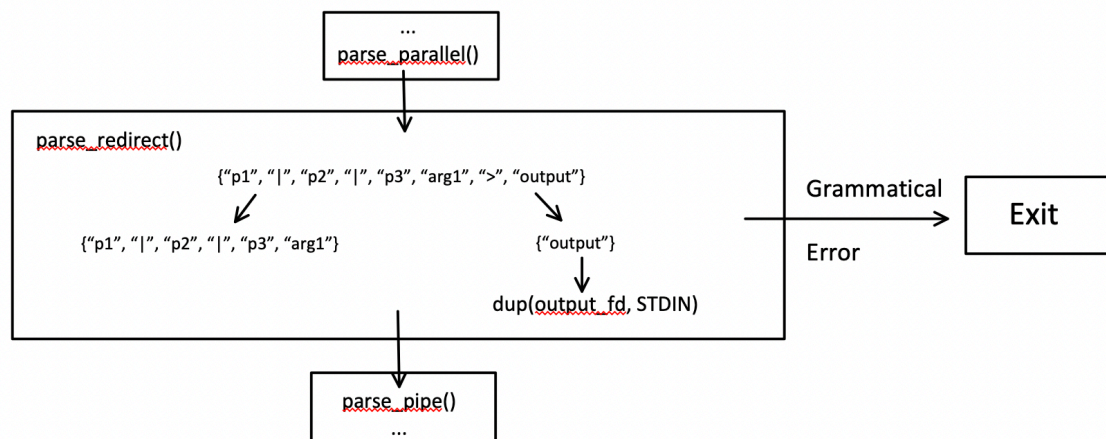 ...
parse_parallel()
parse_redirect()
{“p1”, “|”, “p2”, “|”, “p3”, “arg1”, “>”, “output”}
{“p1”, “|”, “p2”, “|”, “p3”, “arg1”}
{“output”}
dup(output_fd, STDIN)
Grammatical
Error
Exit
parse_pipe()
...